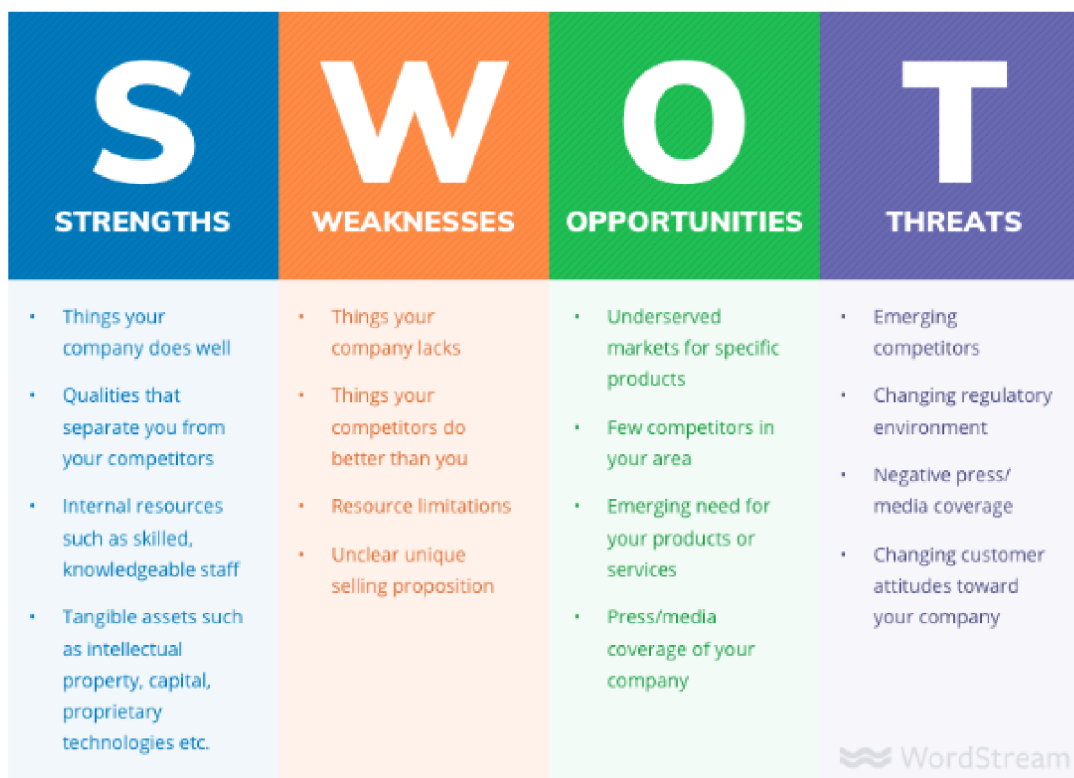 S
STRENGTHS
• Things your
company does well
• Qualities that
separate you from
your competitors
• Internal resources
such as skilled,
knowledgeable staff
• Tangible assets such
as intellectual
property, capital,
proprietary
technologies etc.
W
WEAKNESSES
• Things your
company lacks
• Things your
competitors do
better than you
• Resource limitations
• Unclear unique
selling proposition
O
OPPORTUNITIES
• Underserved
markets for specific
products
• Few competitors in
your area
• Emerging need for
your products or
services
• Press/media
coverage of your
company
T
THREATS
• Emerging
competitors
• Changing regulatory
environment
• Negative press/
media coverage
• Changing customer
attitudes toward
your company
WordStream